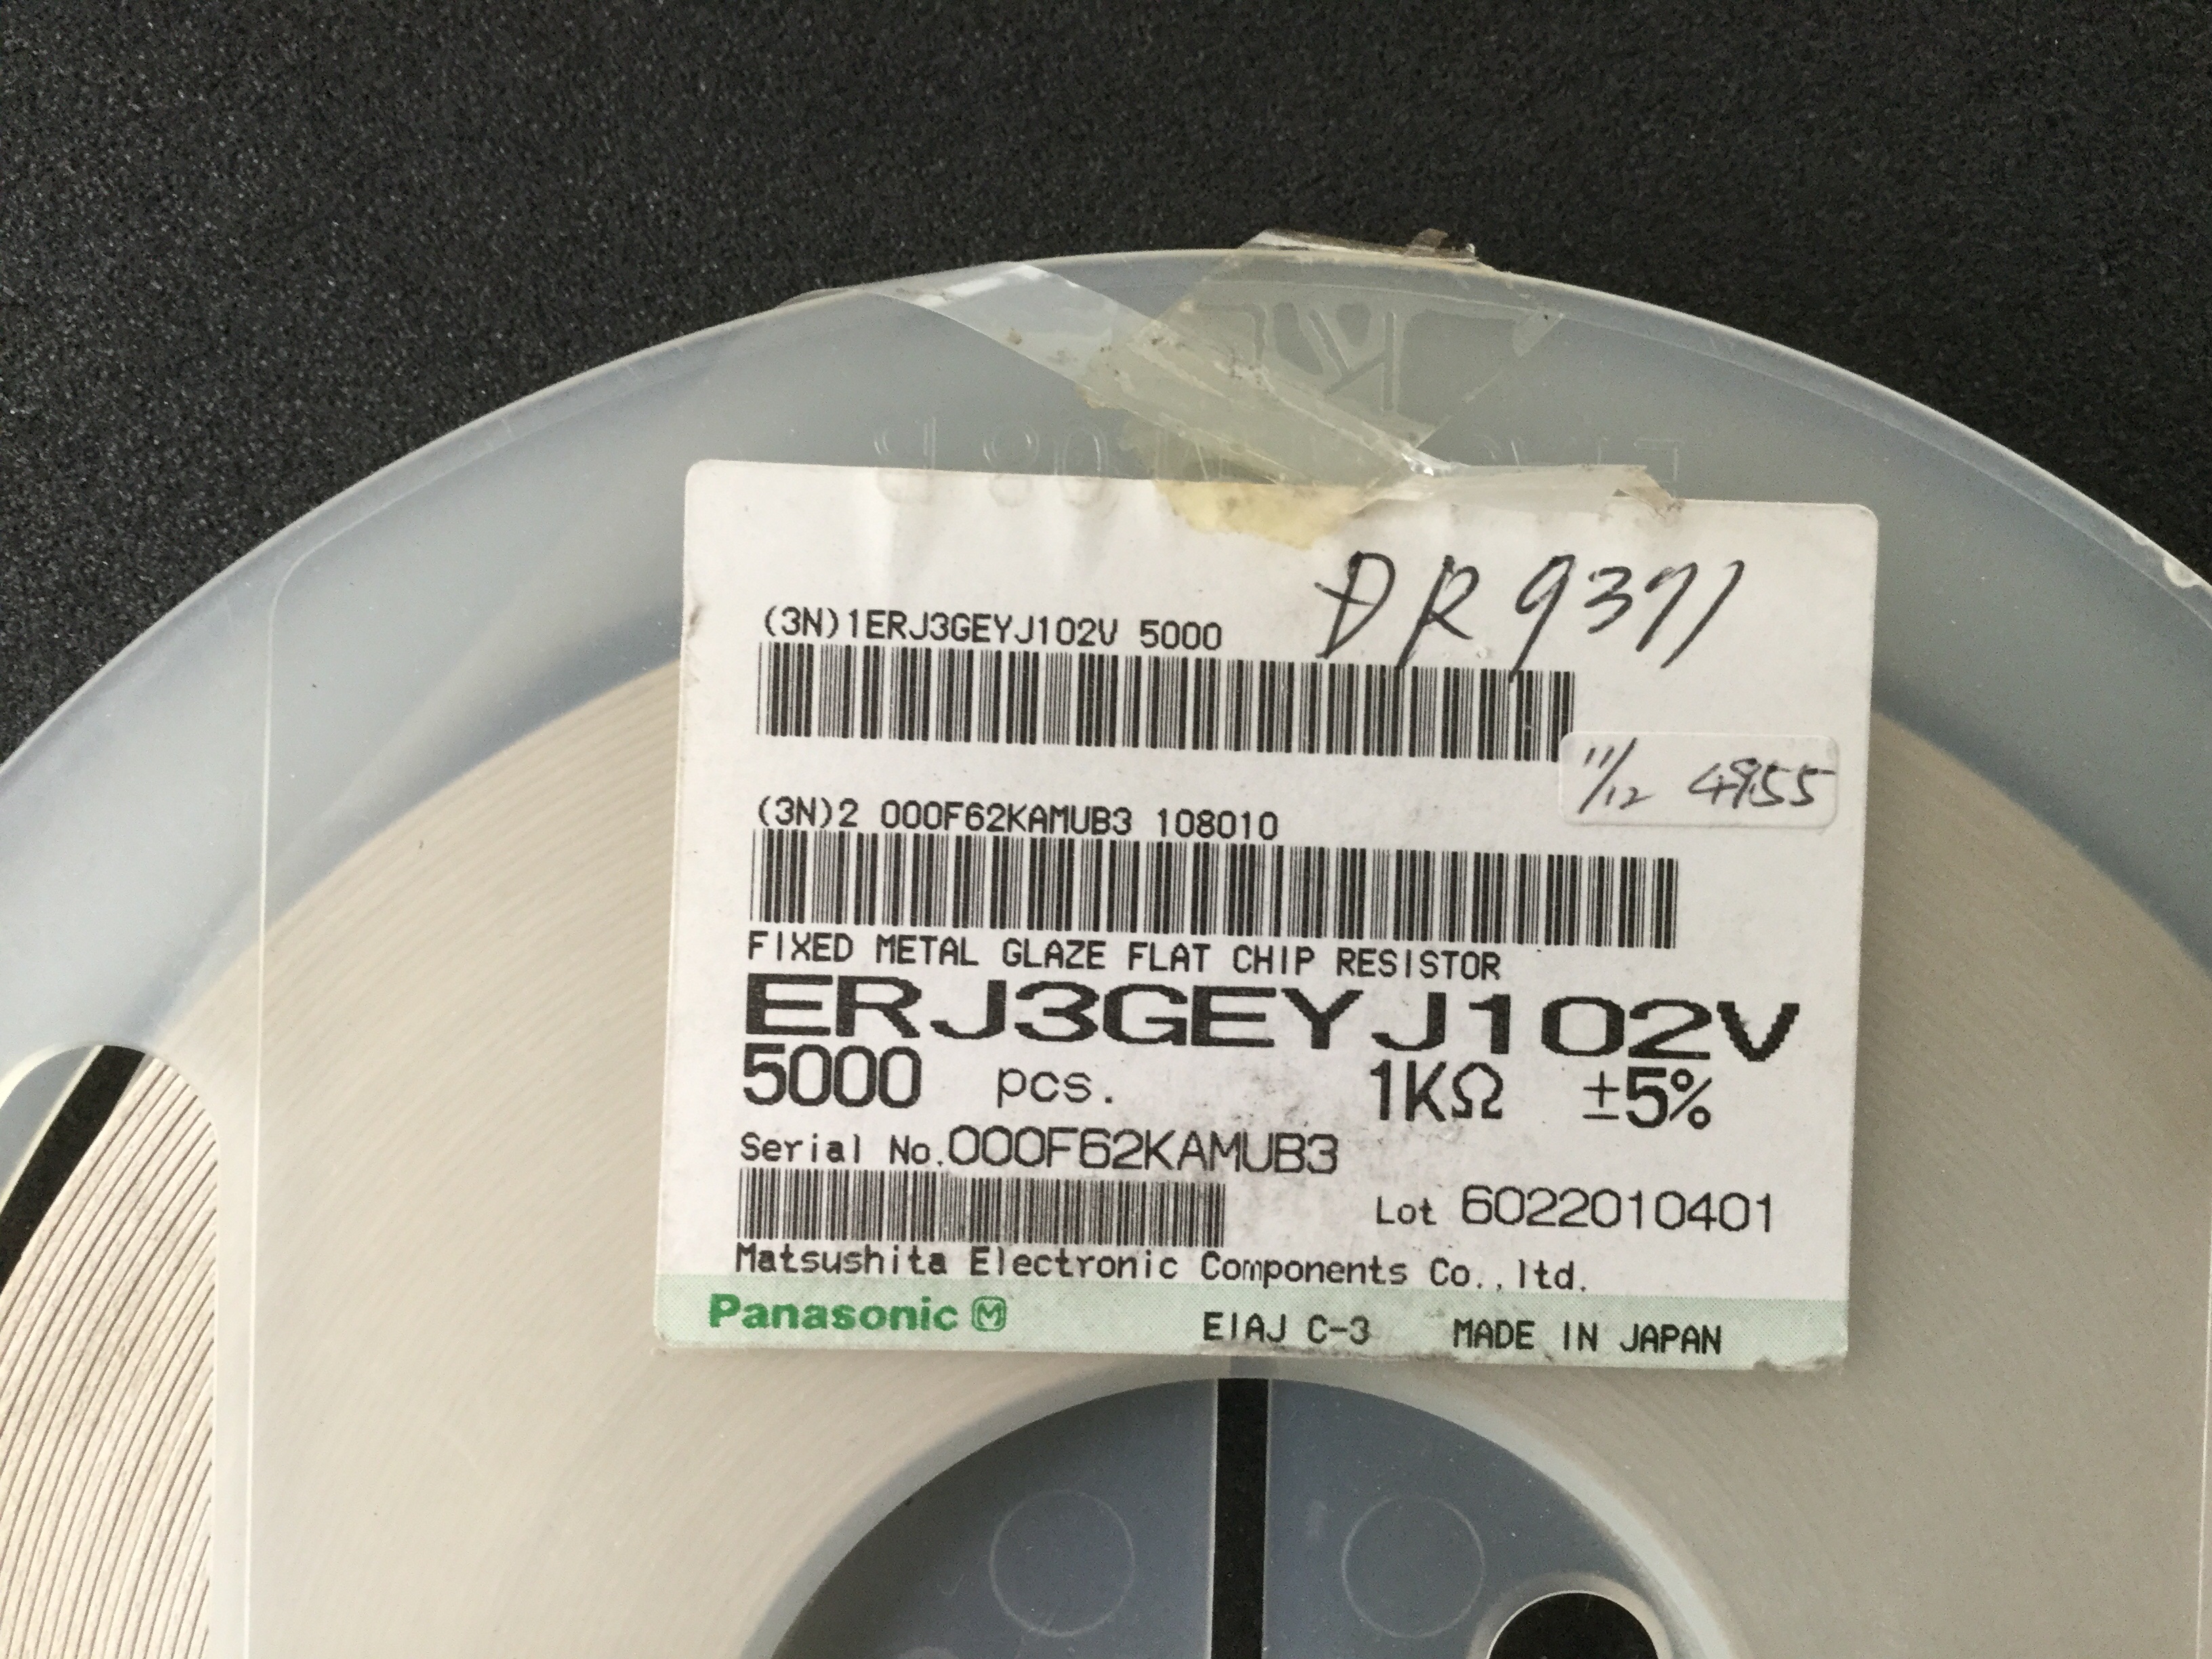 DR9371
(3N)1ERJ3GEYJ102V 5000
11/12 4955
(3N)2 000F62KAMUB3 108010
FIXED METAL GLAZE FLAT CHIP RESISTOR
ERJ3GEYJ102V
5000 pcs. 1KΩ ±5%
Serial No.000F62KAMUB3
Lot 6022010401
Matsushita Electronic Components Co.,ltd.
Panasonic M EIAJ C-3 MADE IN JAPAN